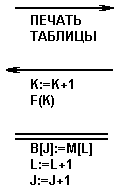 ПЕЧАТЬ
ТАБЛИЦЫ
K:=K+1
F(K)
B[J]:=M[L]
L:=L+1
J:=J+1